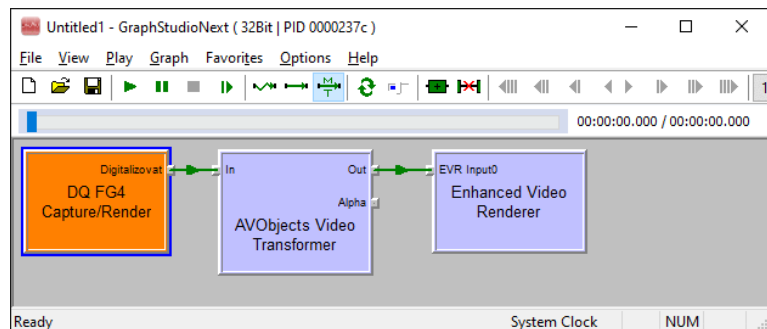 Untitled1 - GraphStudioNext ( 32Bit | PID 0000237c )
File View Play Graph Favorites Options Help
00:00:00.000 / 00:00:00.000
Digitalizovat
DQ FG4
Capture/Render
In
Out
Alpha
AVObjects Video
Transformer
EVR Input0
Enhanced Video
Renderer
Ready
System Clock
NUM